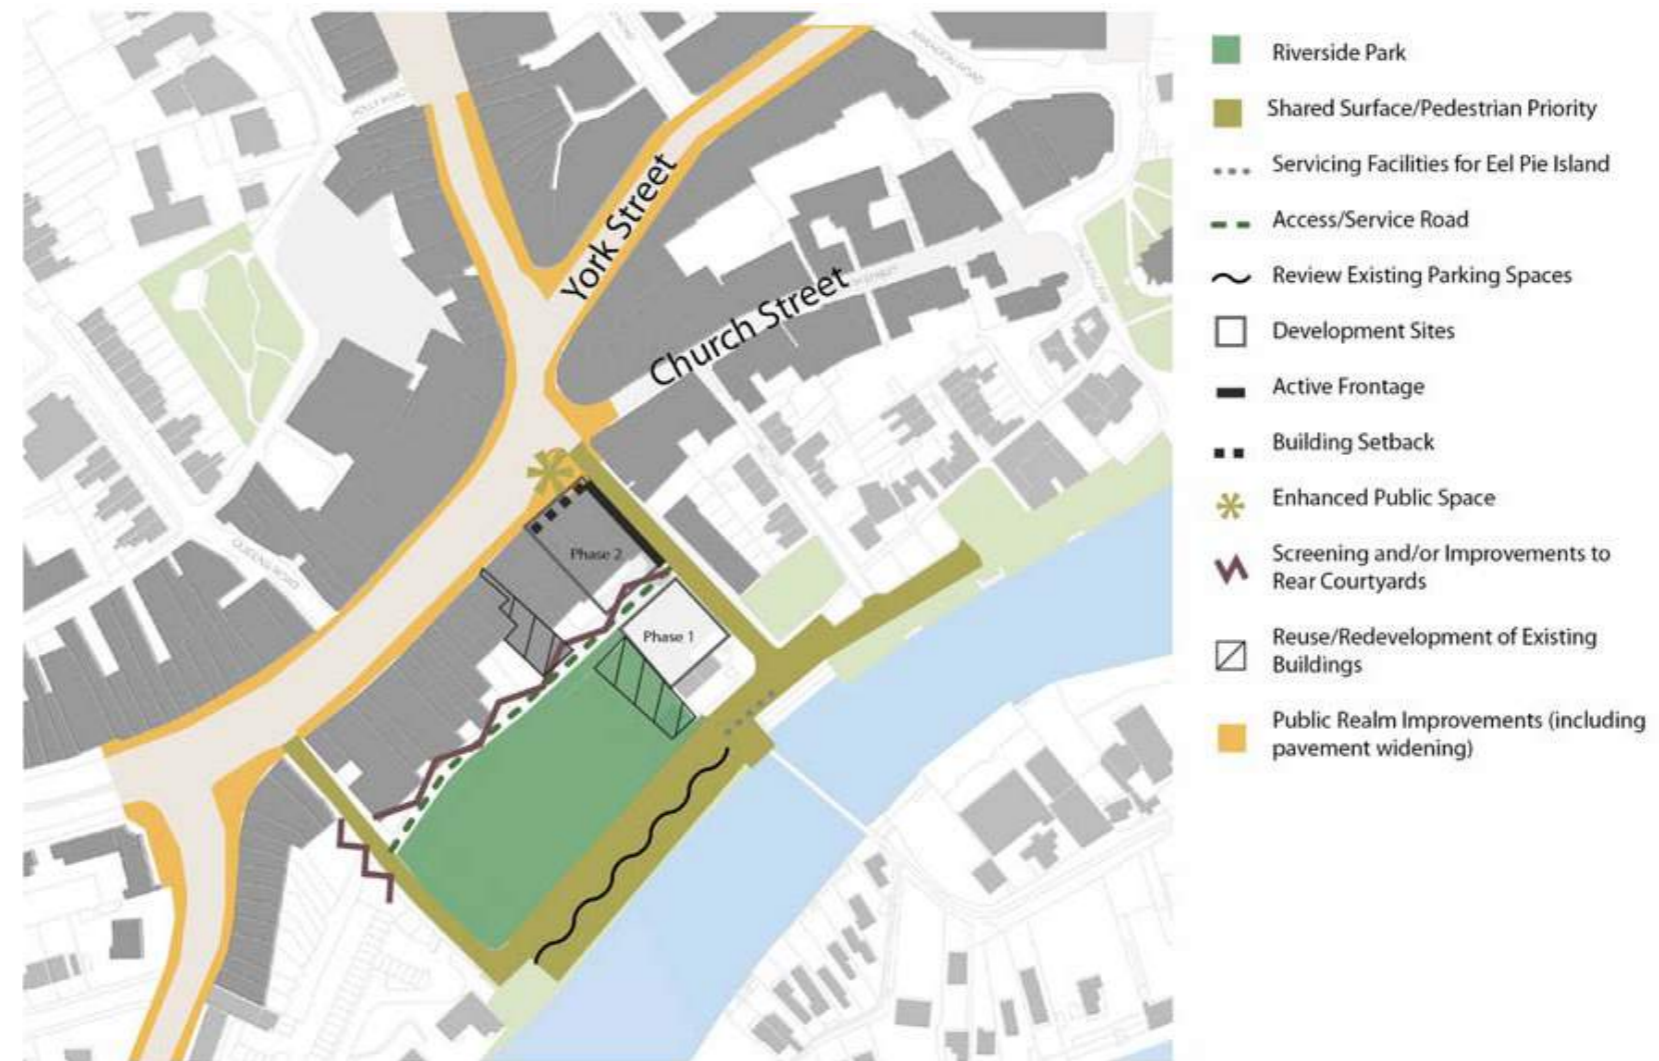 HOLLY ROAD
York Street
Church Street
Phase 2
Phase 1
Riverside Park
Shared Surface/Pedestrian Priority
Servicing Facilities for Eel Pie Island
Access/Service Road
Review Existing Parking Spaces
Development Sites
Active Frontage
Building Setback
Enhanced Public Space
Screening and/or Improvements to
Rear Courtyards
Reuse/Redevelopment of Existing
Buildings
Public Realm Improvements (including
pavement widening)